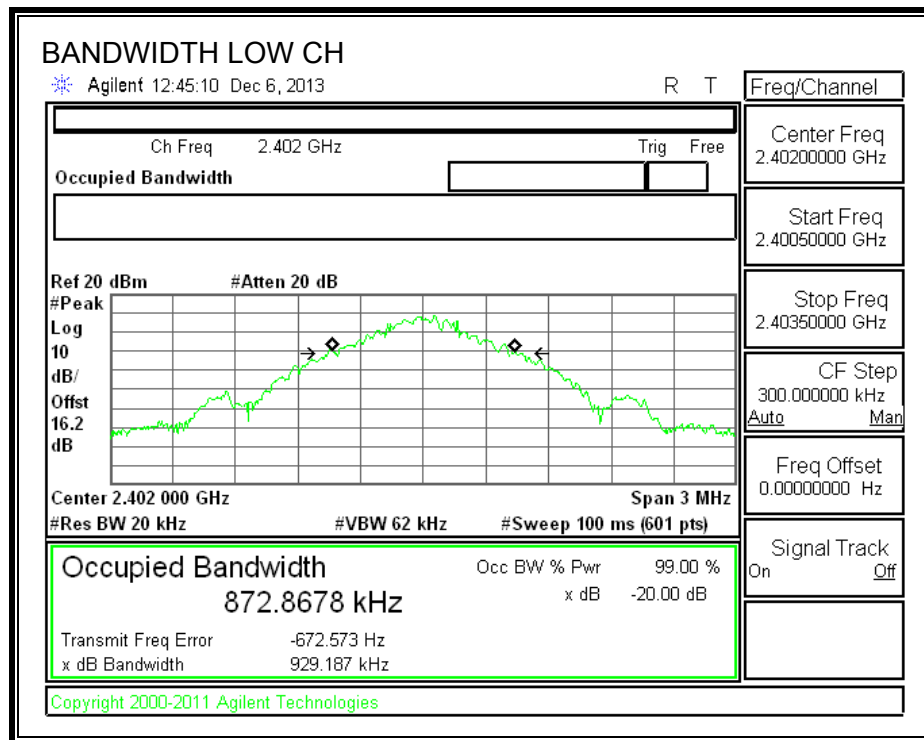 BANDWIDTH LOW CH
Agilent 12:45:10 Dec 6, 2013 R T
Freq/Channel
Ch Freq 2.402 GHz Trig Free
Occupied Bandwidth
Center Freq
2.40200000 GHz
Start Freq
2.40050000 GHz
Stop Freq
2.40350000 GHz
CF Step
300.000000 kHz
Auto Man
Freq Offset
0.00000000 Hz
Signal Track
On Off
Ref 20 dBm #Atten 20 dB
#Peak
Log
10
dB/
Offst
16.2
dB
Center 2.402 000 GHz Span 3 MHz
#Res BW 20 kHz #VBW 62 kHz #Sweep 100 ms (601 pts)
Occupied Bandwidth Occ BW % Pwr 99.00 %
872.8678 kHz x dB -20.00 dB
Transmit Freq Error -672.573 Hz
x dB Bandwidth 929.187 kHz
Copyright 2000-2011 Agilent Technologies